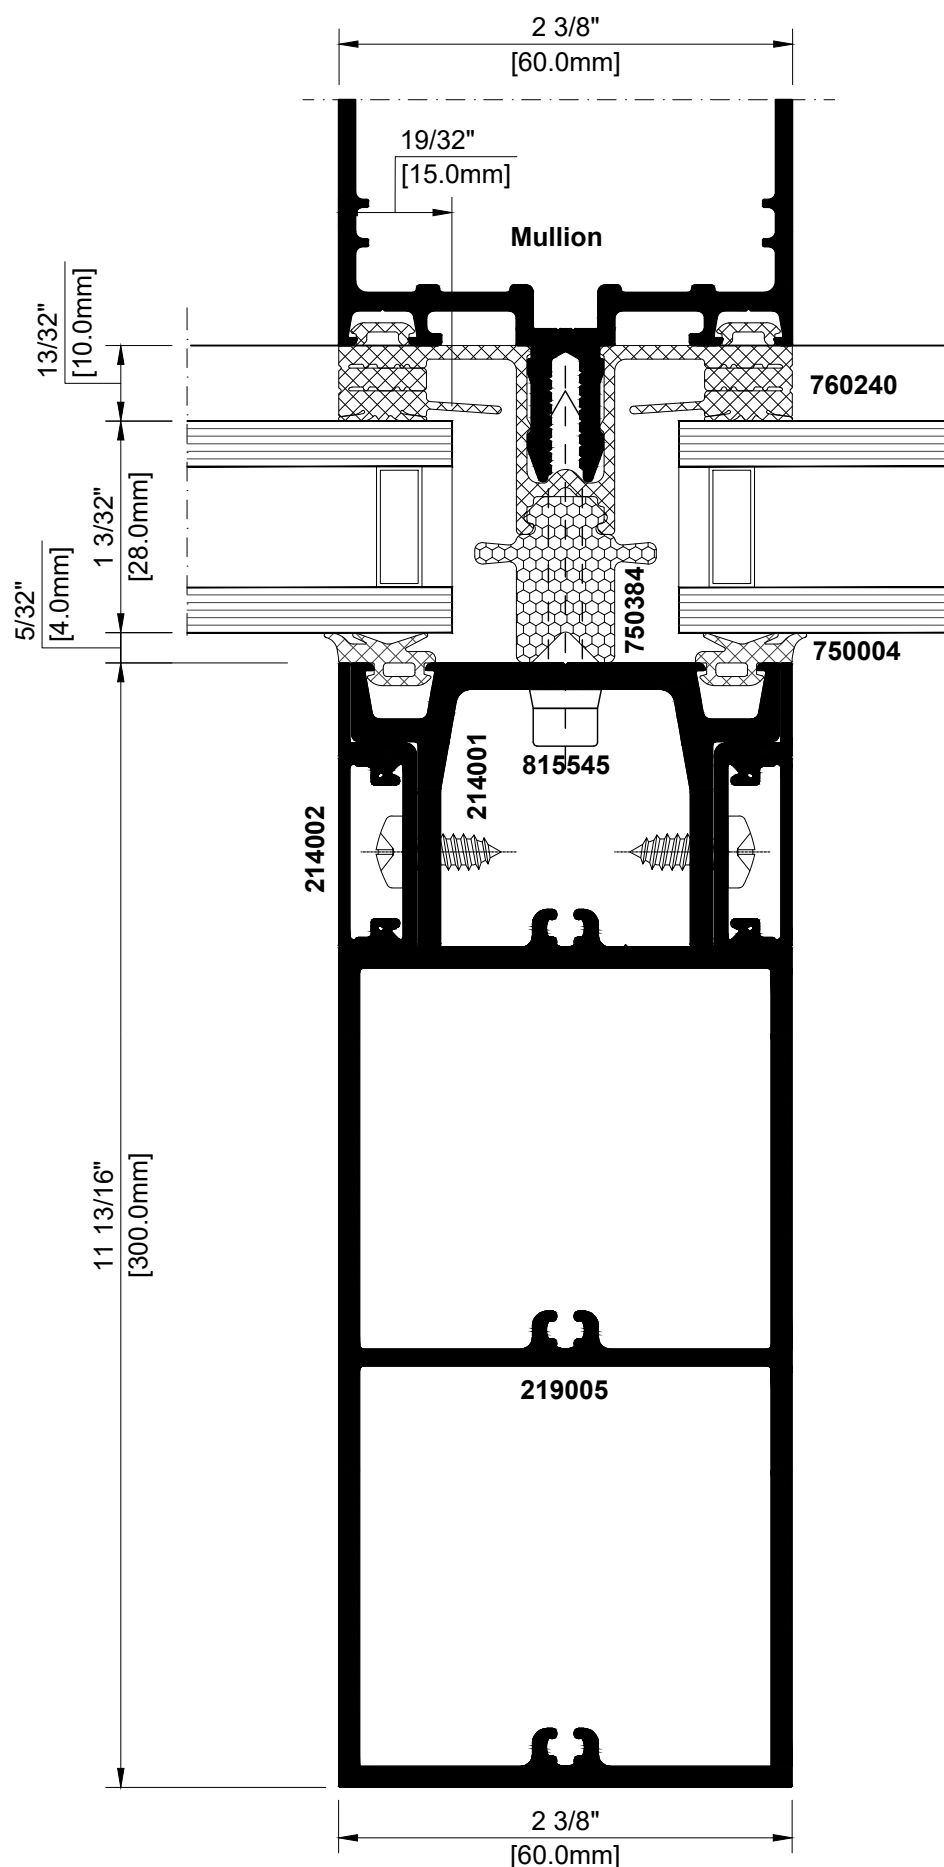 2 3/8"
[60.0mm]
19/32"
[15.0mm]
Mullion
13/32"
[10.0mm]
760240
1 3/32"
[28.0mm]
5/32"
[4.0mm]
750384
750004
815545
214001
214002
11 13/16"
[300.0mm]
219005
2 3/8"
[60.0mm]